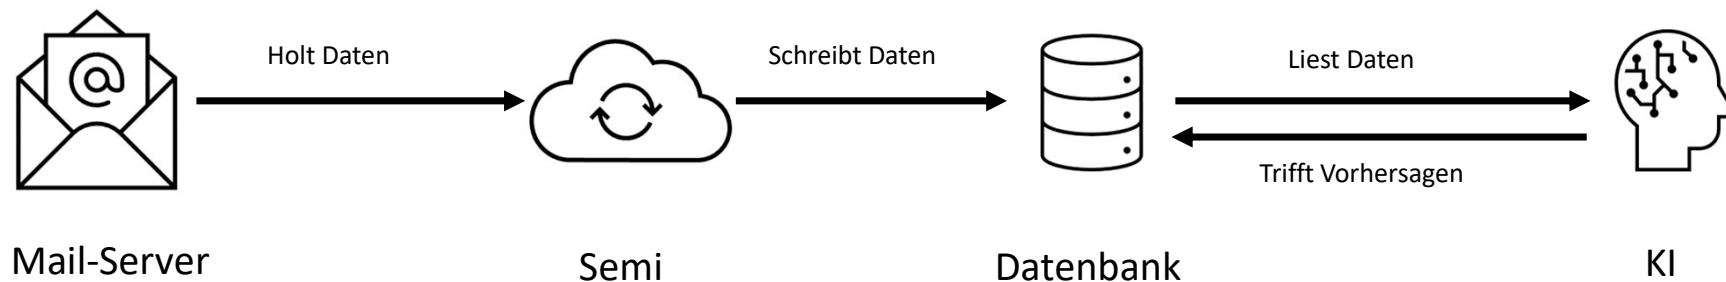 Holt Daten
Schreibt Daten
Liest Daten
Trifft Vorhersagen
Mail-Server
Semi
Datenbank
KI